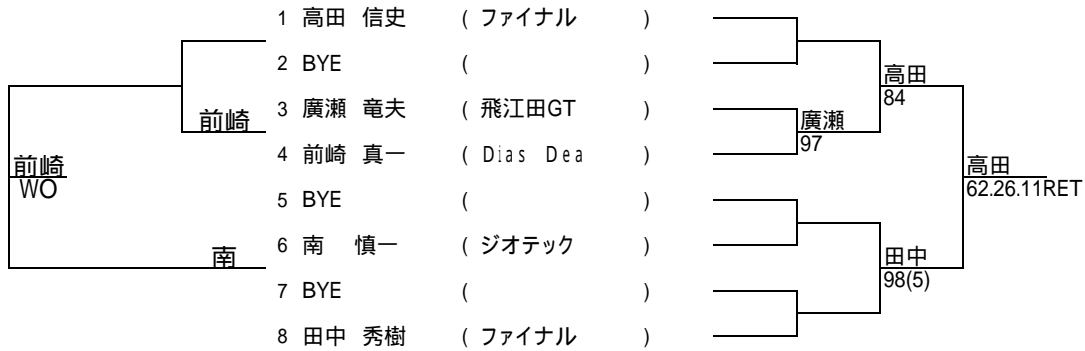 1 高田 信史 ( ファイナル )
2 BYE ( )
高田
84
3 廣瀬 竜夫 ( 飛江田GT )
前崎
廣瀬
97
4 前崎 真一 ( Dias Dea )
前崎
WO
高田
62.26.11RET
5 BYE ( )
6 南 慎一 ( ジオテック )
南
田中
98(5)
7 BYE ( )
8 田中 秀樹 ( ファイナル )